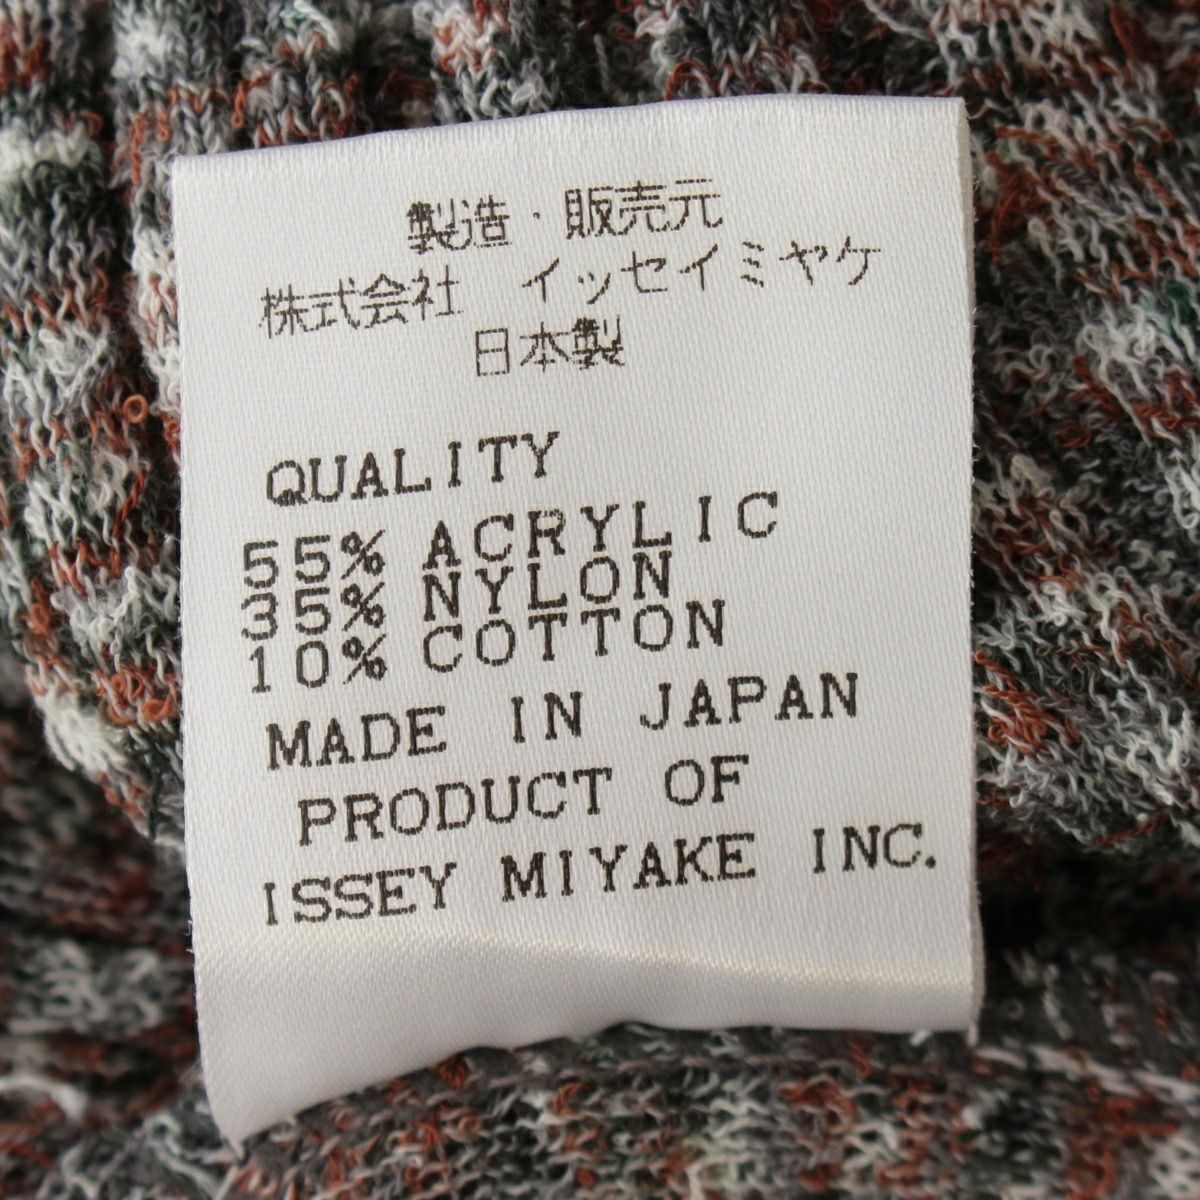 製造・販売元
株式会社 イッセイミヤケ
日本製
QUALITY
55% ACRYLIC
35% NYLON
10% COTTON
MADE IN JAPAN
PRODUCT OF
ISSEY MIYAKE INC.